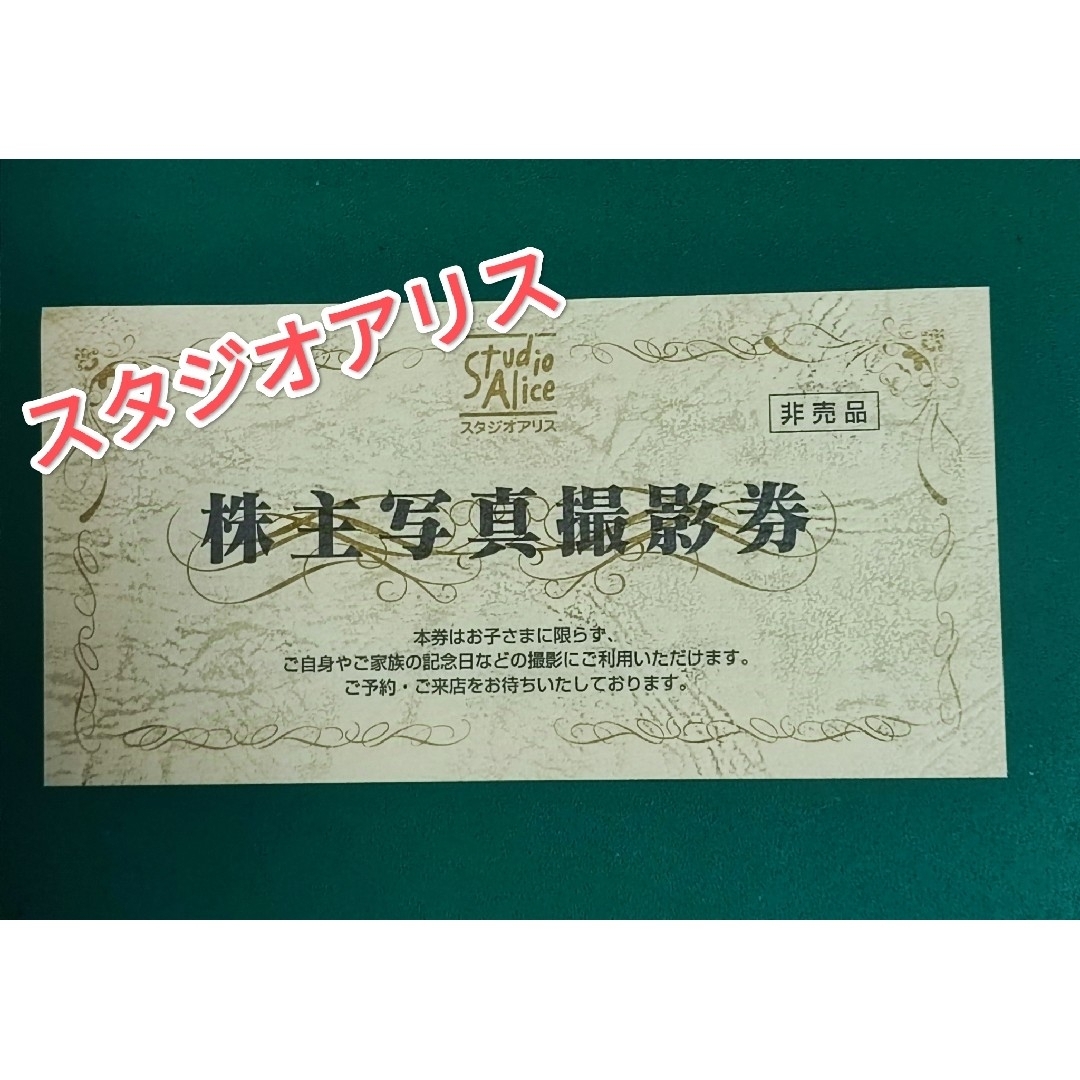 スタジオアリス
Studio
Alice
スタジオアリス
非売品
株主写真撮影券
本券はお子さまに限らず、
ご自身やご家族の記念日などの撮影にご利用いただけます。
ご予約・ご来店をお待ちいたしております。